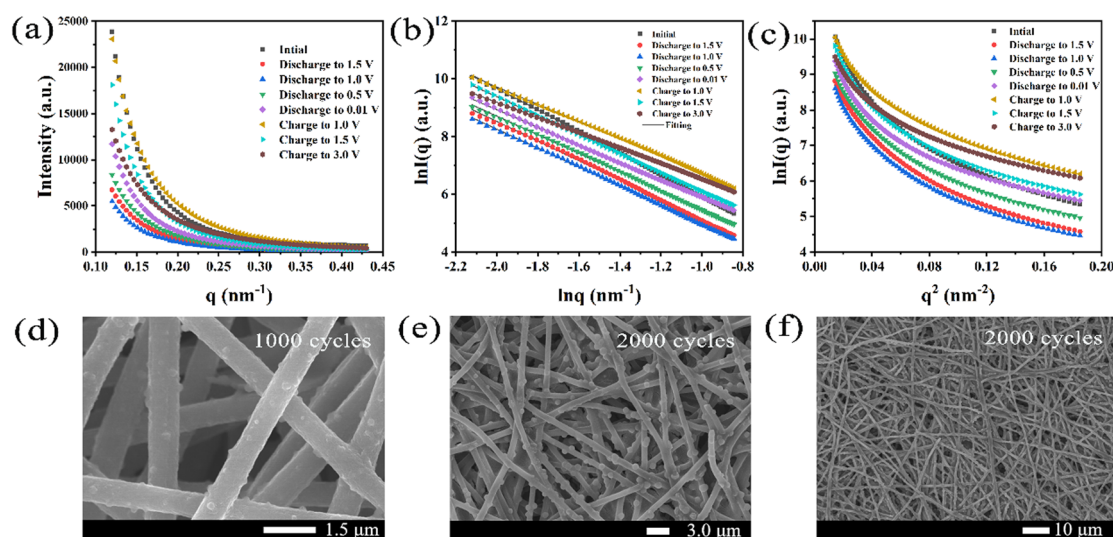 (a)
25000
20000
15000
10000
5000
0
Intensity (a.u.)
Intial
Discharge to 1.5 V
Discharge to 1.0 V
Discharge to 0.5 V
Discharge to 0.01 V
Charge to 1.0 V
Charge to 1.5 V
Charge to 3.0 V
0.10 0.15 0.20 0.25 0.30 0.35 0.40 0.45
q (nm-1)
(b)
12
10
8
6
4
lnI(q) (a.u.)
Initial
Discharge to 1.5 V
Discharge to 1.0 V
Discharge to 0.5 V
Discharge to 0.01 V
Charge to 1.0 V
Charge to 1.5 V
Charge to 3.0 V
Fitting
-2.2 -2.0 -1.8 -1.6 -1.4 -1.2 -1.0 -0.8
lnq (nm-1)
(c)
10
9
8
7
6
5
4
lnI(q) (a.u.)
Intial
Discharge to 1.5 V
Discharge to 1.0 V
Discharge to 0.5 V
Discharge to 0.01 V
Charge to 1.0 V
Charge to 1.5 V
Charge to 3.0 V
0.00 0.04 0.08 0.12 0.16 0.20
q2 (nm-2)
(d)
1000 cycles
1.5 μm
(e)
2000 cycles
3.0 μm
(f)
2000 cycles
10 μm